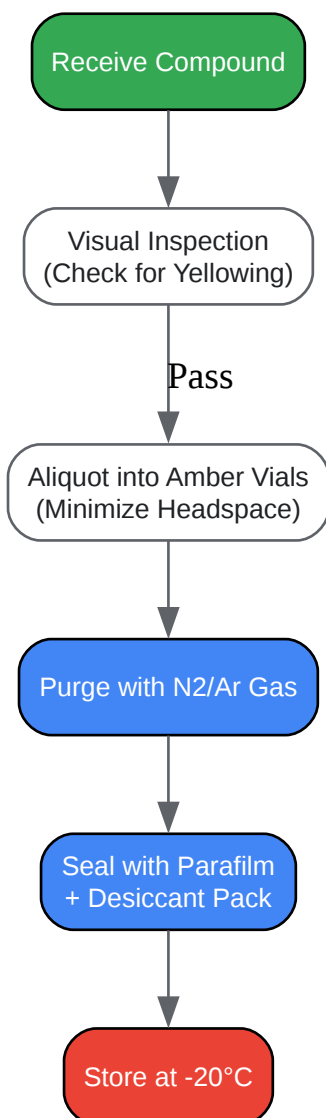 Receive Compound
Visual Inspection
(Check for Yellowing)
Pass
Aliquot into Amber Vials
(Minimize Headspace)
Purge with N2/Ar Gas
Seal with Parafilm
+ Desiccant Pack
Store at -20°C